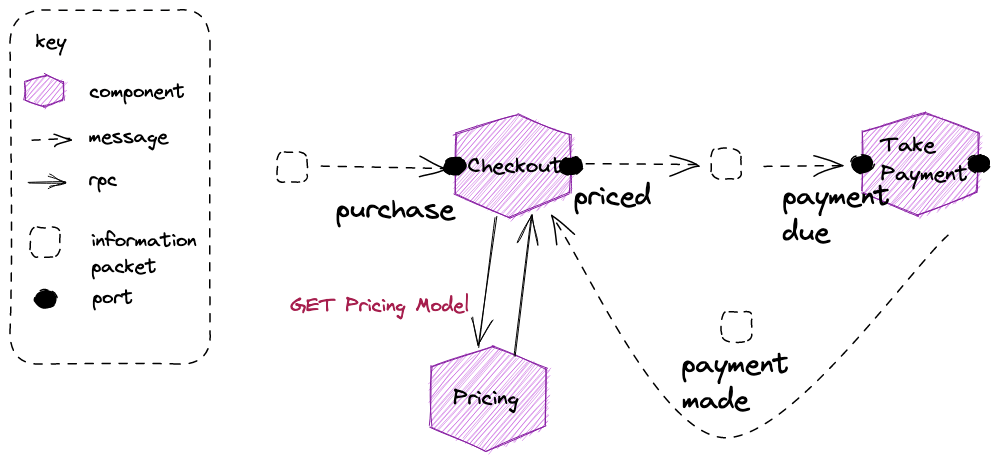 key
component
message
rpc
information
packet
port
Checkout
purchase
priced
Take
Payment
payment
due
GET Pricing Model
Pricing
payment
made